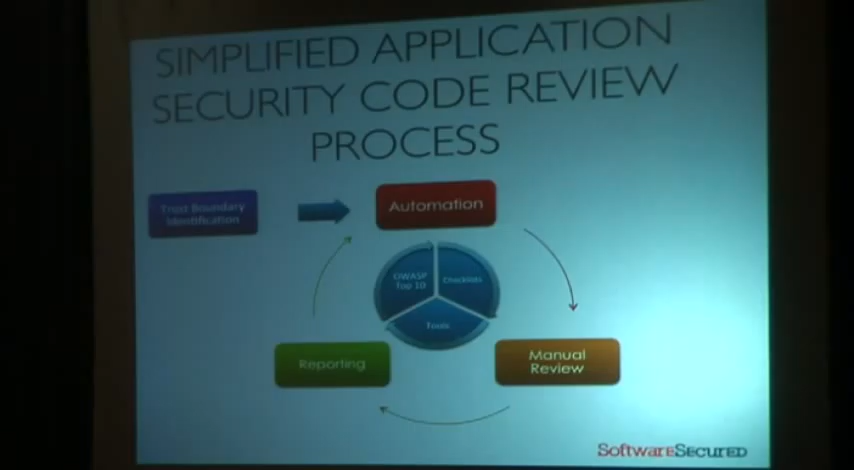 SIMPLIFIED APPLICATION
SECURITY CODE REVIEW
PROCESS
Trust Boundary
Identification
Automation
OWASP
Top 10
Checklists
Tools
Reporting
Manual
Review
SOFTWARESECURED